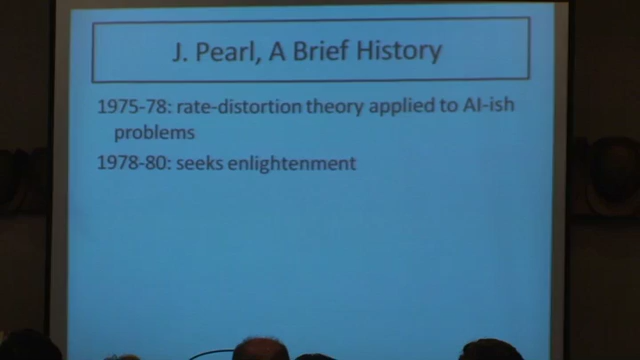 J. Pearl, A Brief History
1975-78: rate-distortion theory applied to AI-ish
problems
1978-80: seeks enlightenment